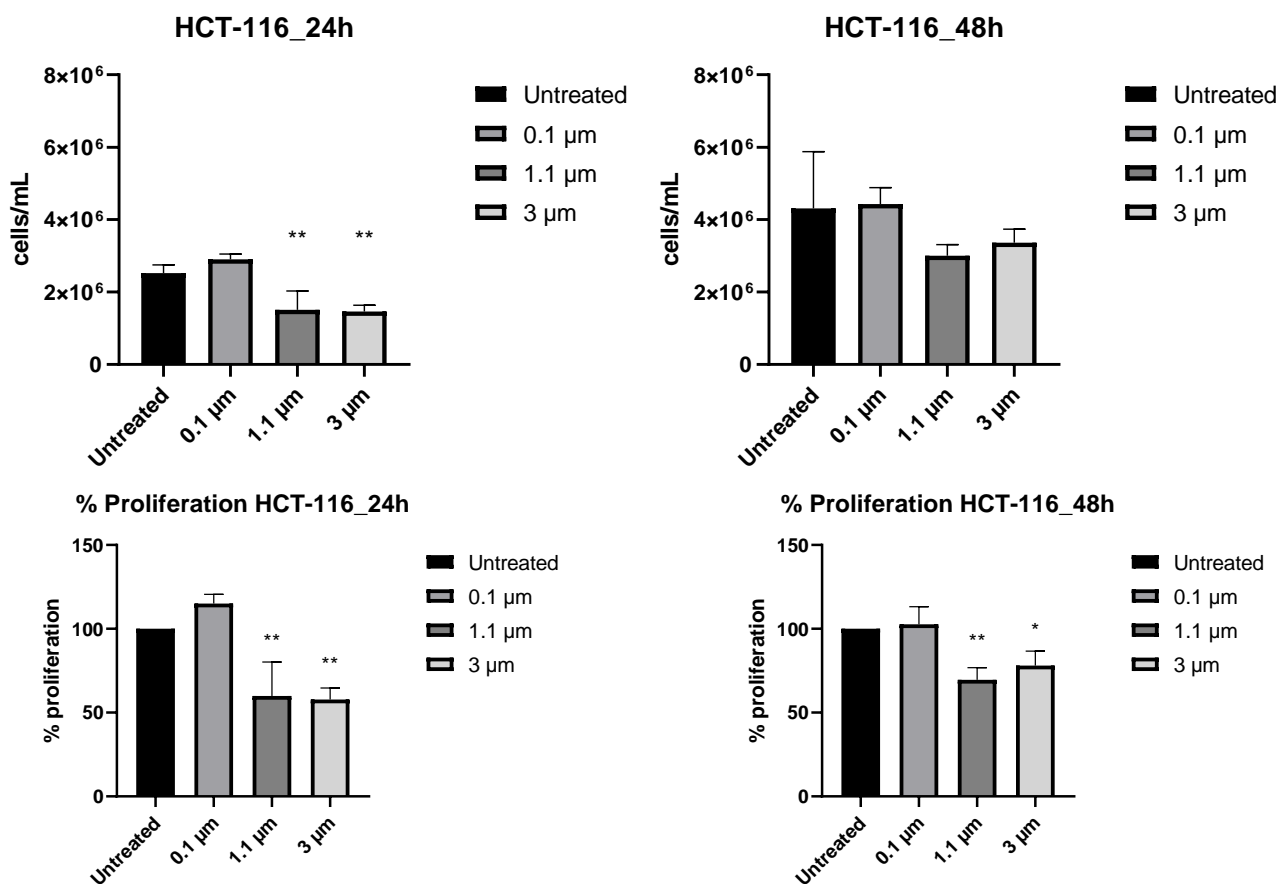 HCT-116_24h
8×10⁶
6×10⁶
4×10⁶
2×10⁶
0
cells/mL
** **
Untreated
0.1 µm
1.1 µm
3 µm
Untreated
0.1 µm
1.1 µm
3 µm
HCT-116_48h
8×10⁶
6×10⁶
4×10⁶
2×10⁶
0
cells/mL
Untreated
0.1 µm
1.1 µm
3 µm
Untreated
0.1 µm
1.1 µm
3 µm
% Proliferation HCT-116_24h
150
100
50
0
% proliferation
**
**
Untreated
0.1 µm
1.1 µm
3 µm
Untreated
0.1 µm
1.1 µm
3 µm
% Proliferation HCT-116_48h
150
100
50
0
% proliferation
**
*
Untreated
0.1 µm
1.1 µm
3 µm
Untreated
0.1 µm
1.1 µm
3 µm